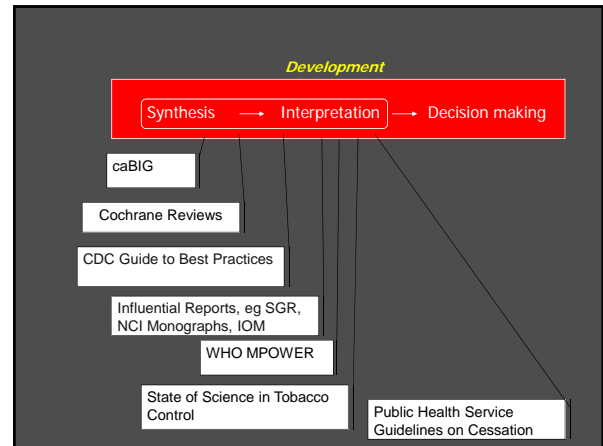 Development
Synthesis → Interpretation → Decision making
caBIG
Cochrane Reviews
CDC Guide to Best Practices
Influential Reports, eg SGR,
NCI Monographs, IOM
WHO MPOWER
State of Science in Tobacco
Control
Public Health Service
Guidelines on Cessation